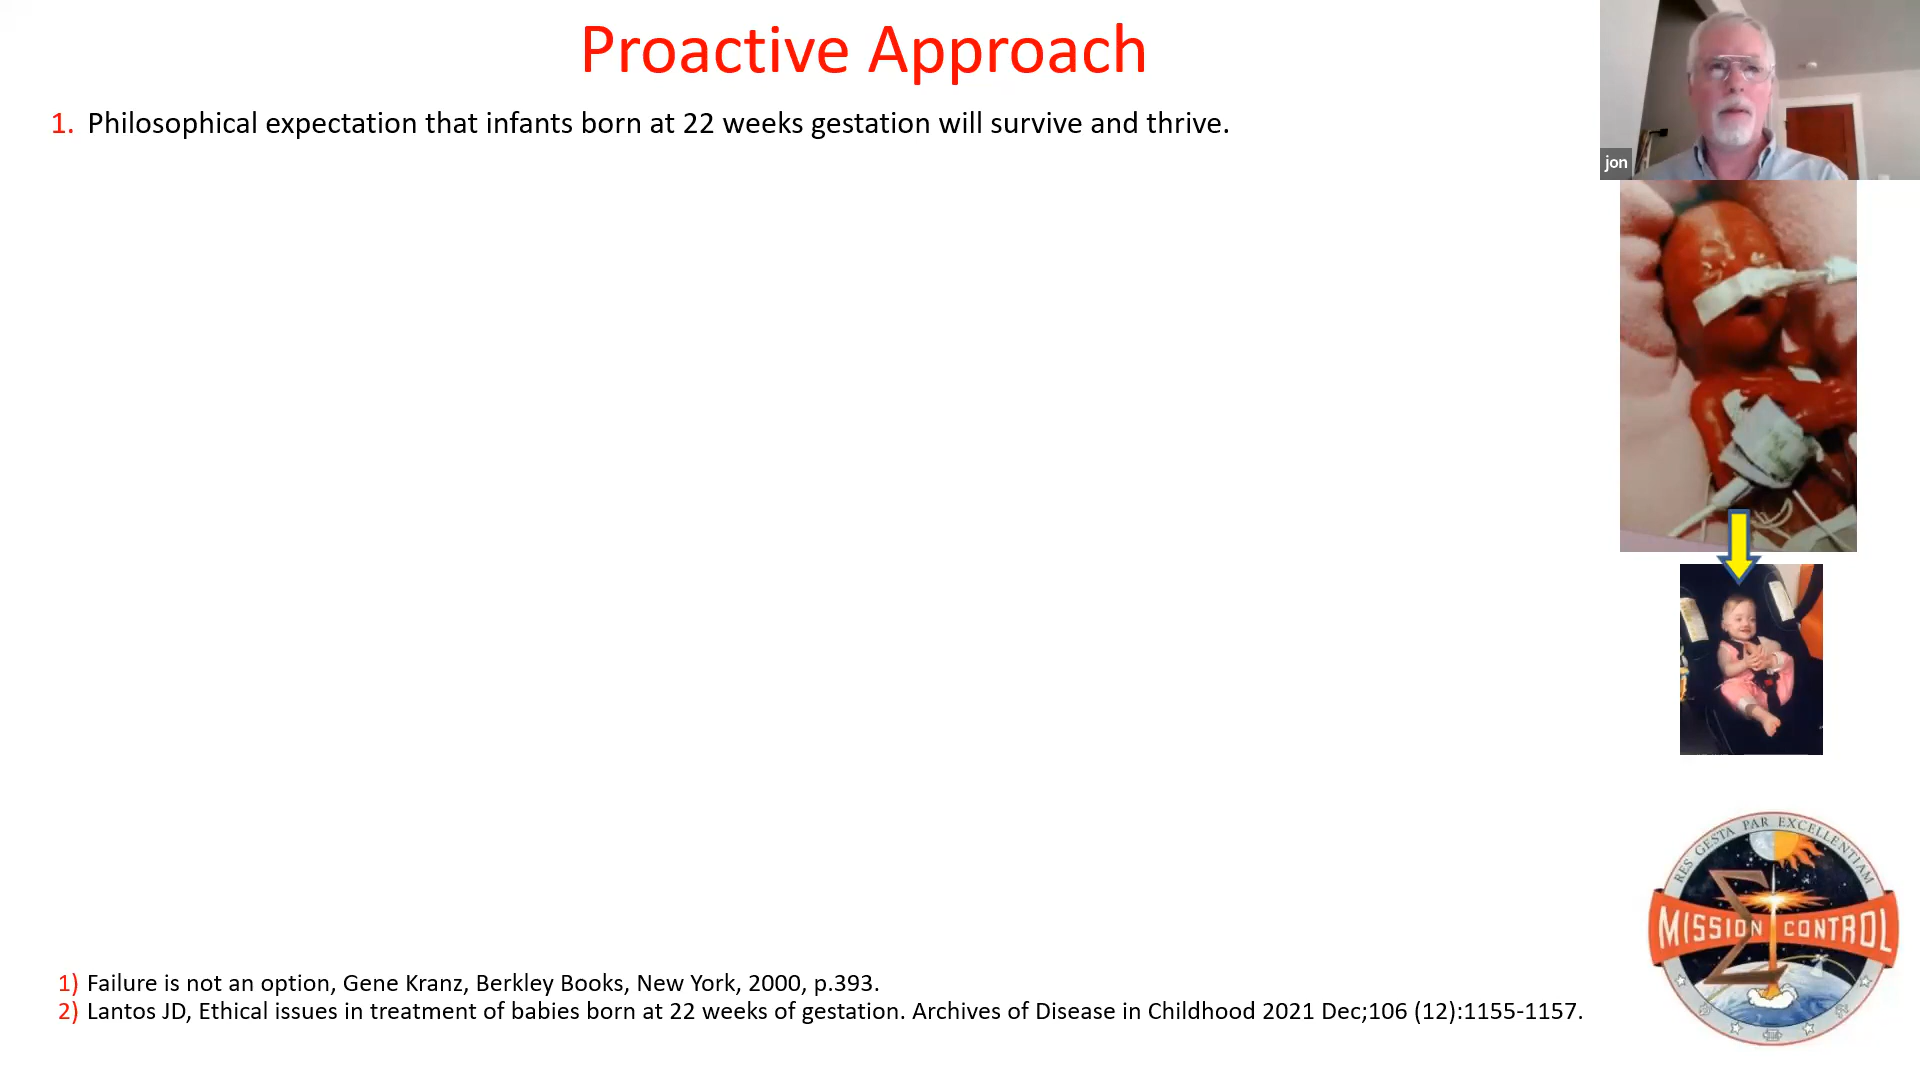 Proactive Approach
1. Philosophical expectation that infants born at 22 weeks gestation will survive and thrive.
jon
RES GESTA PAR EXCELLENTIAM
MISSION CONTROL
1) Failure is not an option, Gene Kranz, Berkley Books, New York, 2000, p.393.
2) Lantos JD, Ethical issues in treatment of babies born at 22 weeks of gestation. Archives of Disease in Childhood 2021 Dec;106 (12):1155-1157.